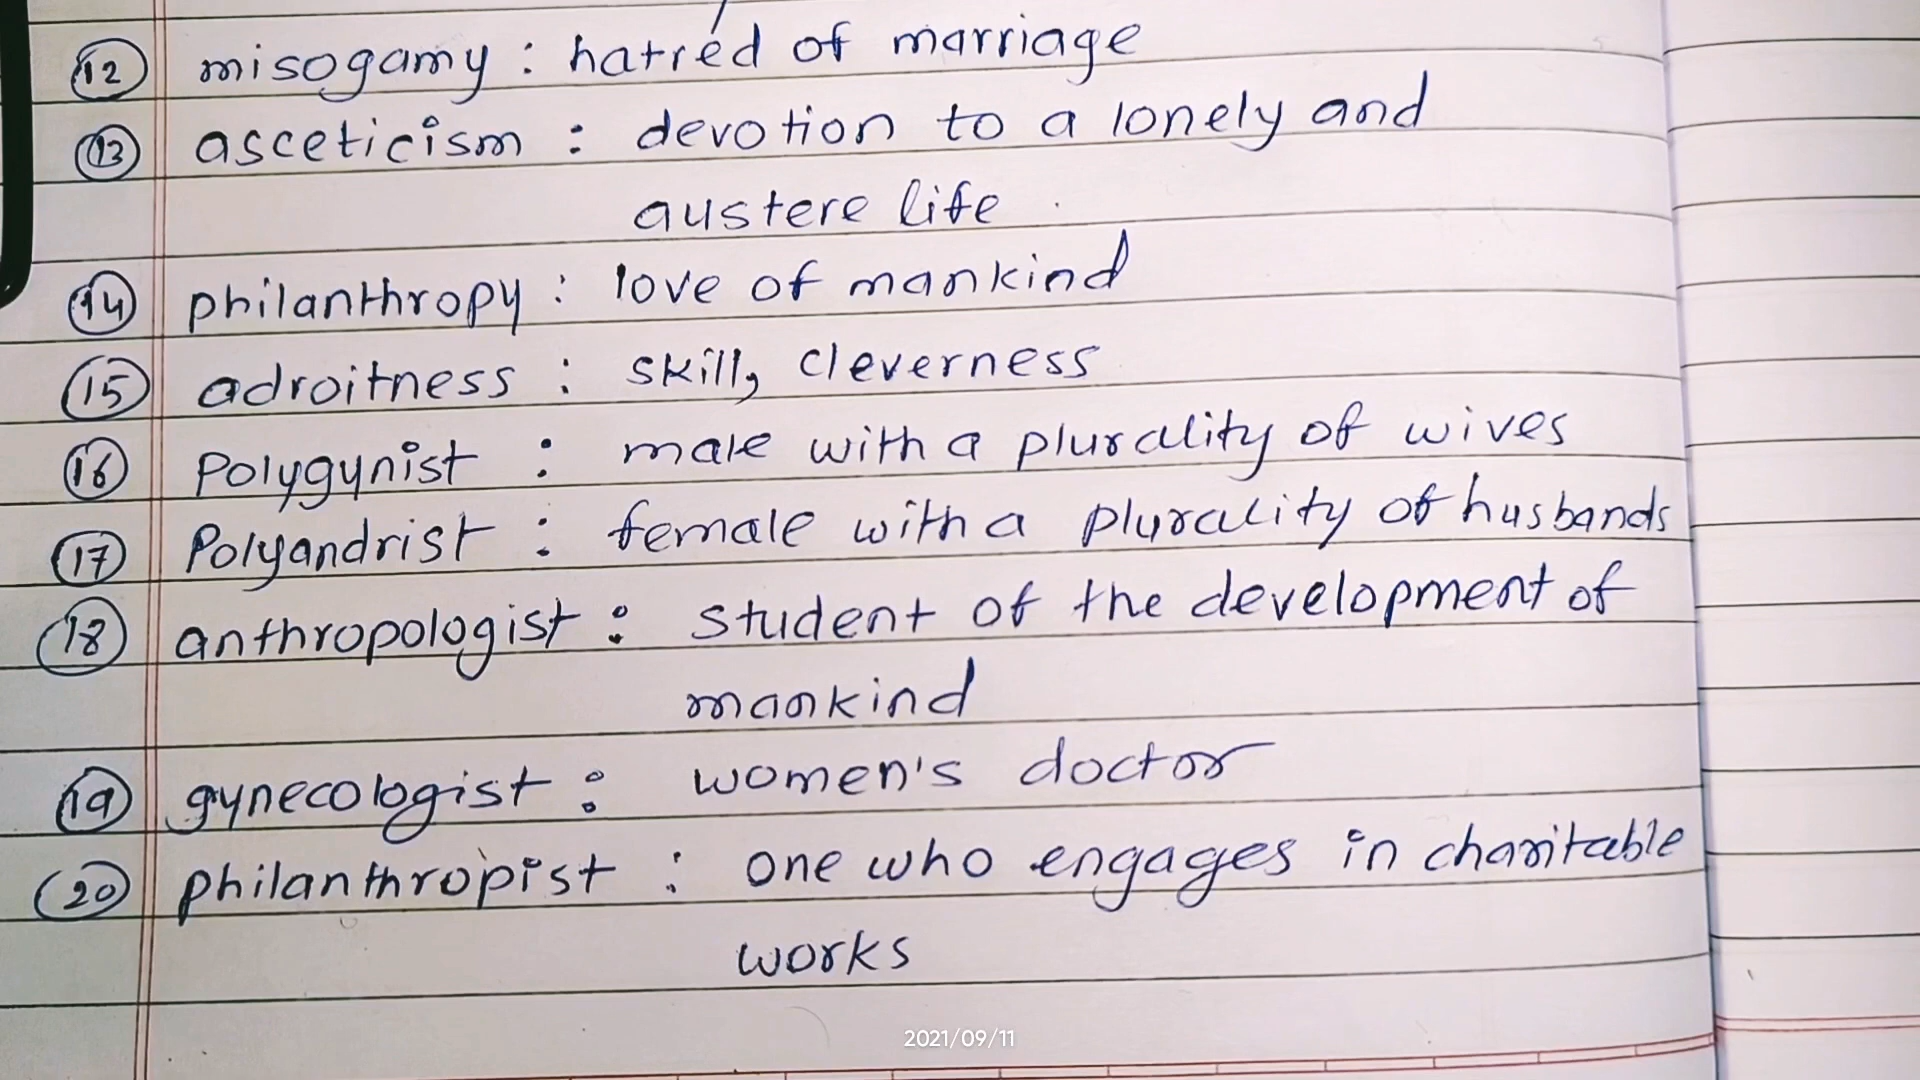 12 misogamy : hatred of marriage
13 asceticism : devotion to a lonely and
austere life
14 philanthropy : love of mankind
15 adroitness : skill, cleverness
16 Polygynist : male with a plurality of wives
17 Polyandrist : female with a plurality of husbands
18 anthropologist : student of the development of
mankind
19 gynecologist : women's doctor
20 philanthropist : one who engages in charitable
works
2021/09/11